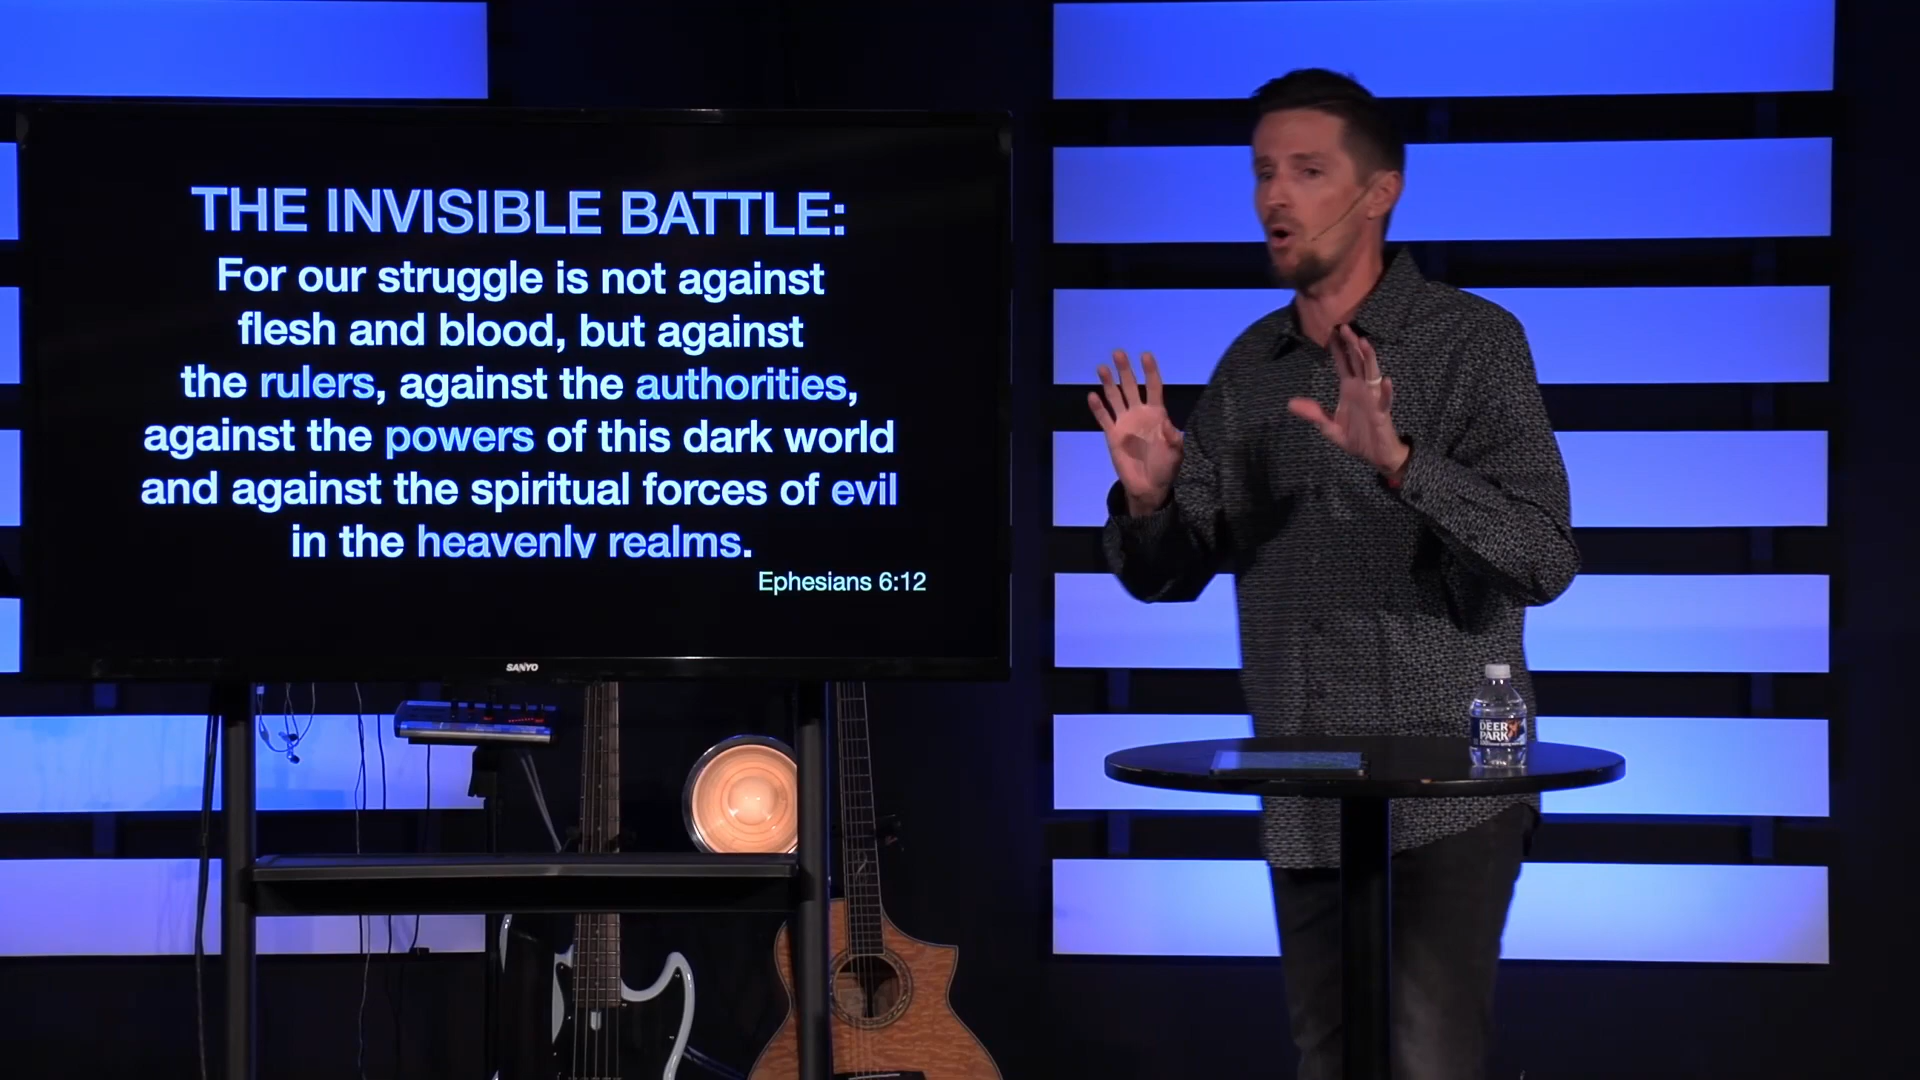 THE INVISIBLE BATTLE:
For our struggle is not against
flesh and blood, but against
the rulers, against the authorities,
against the powers of this dark world
and against the spiritual forces of evil
in the heavenly realms.
Ephesians 6:12
SANYO
DEER
PARK